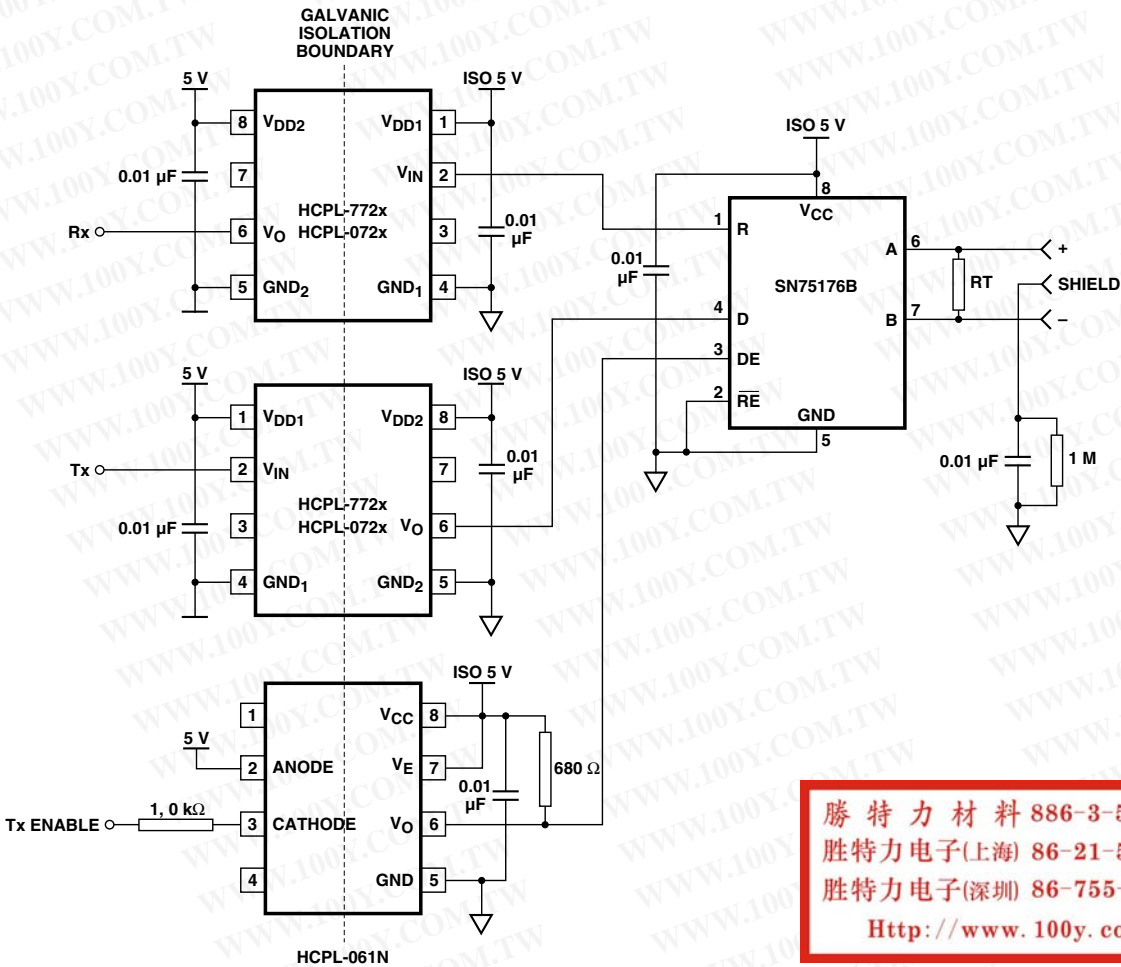 GALVANIC
ISOLATION
BOUNDARY
5 V
ISO 5 V
8 VDD2
VDD1 1
7
VIN 2
0.01 µF
HCPL-772x
HCPL-072x
3
0.01
µF
Rx
6 VO
5 GND2
GND1 4
5 V
ISO 5 V
1 VDD1
VDD2 8
Tx
2 VIN
7
0.01
µF
HCPL-772x
HCPL-072x
0.01 µF
3
VO 6
4 GND1
GND2 5
ISO 5 V
1
VCC 8
5 V
2 ANODE
VE 7
680 Ω
0.01
µF
Tx ENABLE
1, 0 kΩ
3 CATHODE
VO 6
4
GND 5
HCPL-061N
ISO 5 V
8
VCC
1
R
A
6
+
0.01
µF
SN75176B
RT
SHIELD
4
D
B
7
–
3
DE
2
RE
GND
5
0.01 µF
1 M
勝 特 力 材 料 886-3-5
胜特力电子(上海) 86-21-5
胜特力电子(深圳) 86-755-
Http://www. 100y. co
WWW.100Y.COM.TW